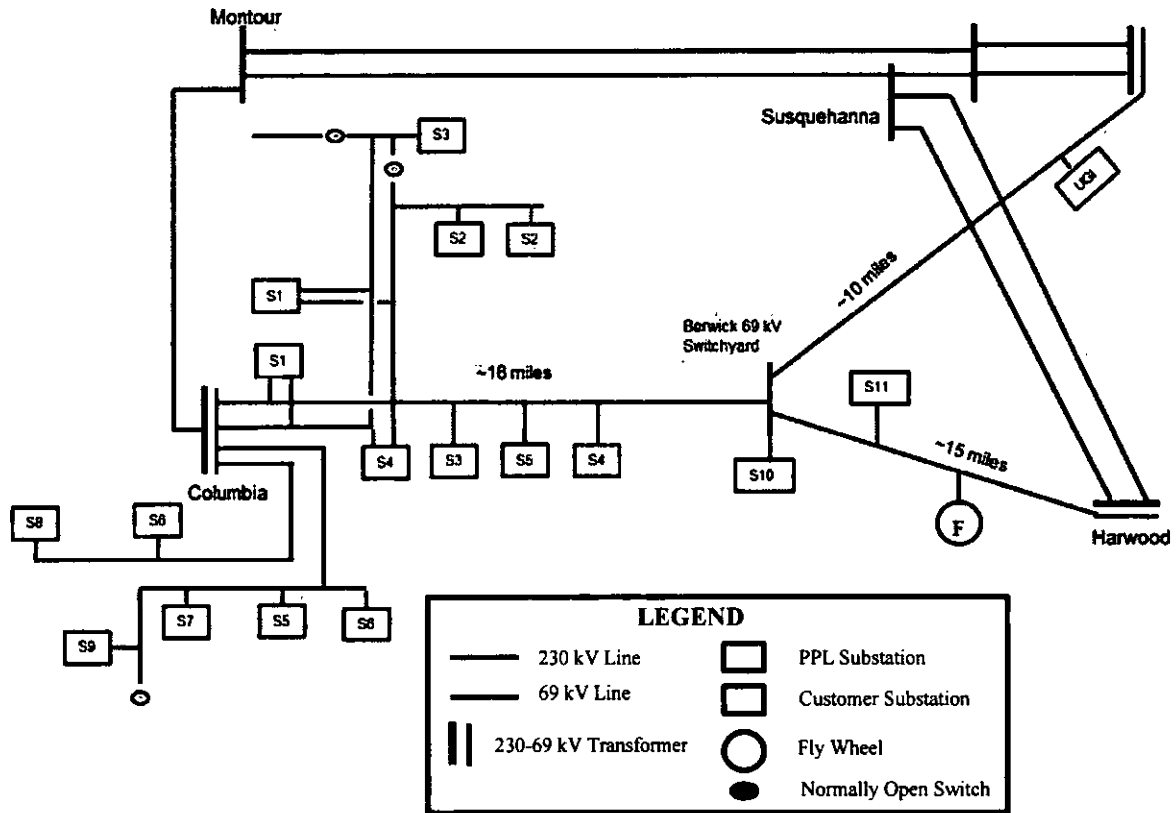 Montour
Susquehanna
S3
UGI
S2
S2
~10 miles
S1
Berwick 69 kV
Switchyard
S1
~16 miles
S11
S4
S3
S5
S4
S10
~15 miles
Columbia
F
Harwood
S8
S6
S7
S5
S6
S9
LEGEND
230 kV Line
PPL Substation
69 kV Line
Customer Substation
230-69 kV Transformer
Fly Wheel
Normally Open Switch